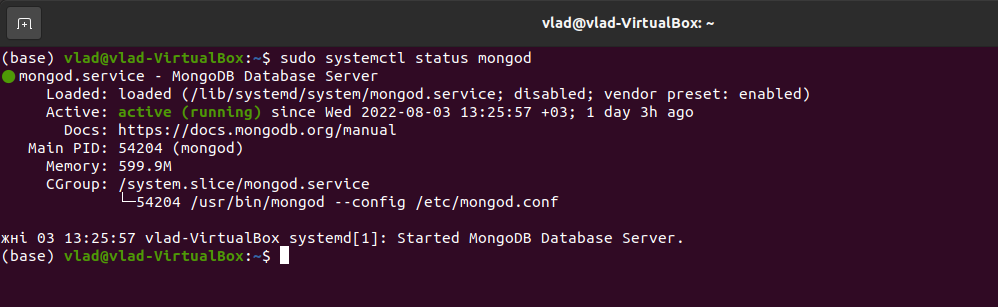 vlad@vlad-VirtualBox: ~
(base) vlad@vlad-VirtualBox:~$ sudo systemctl status mongod
● mongod.service - MongoDB Database Server
     Loaded: loaded (/lib/systemd/system/mongod.service; disabled; vendor preset: enabled)
     Active: active (running) since Wed 2022-08-03 13:25:57 +03; 1 day 3h ago
       Docs: https://docs.mongodb.org/manual
   Main PID: 54204 (mongod)
     Memory: 599.9M
     CGroup: /system.slice/mongod.service
             └─54204 /usr/bin/mongod --config /etc/mongod.conf
жні 03 13:25:57 vlad-VirtualBox systemd[1]: Started MongoDB Database Server.
(base) vlad@vlad-VirtualBox:~$